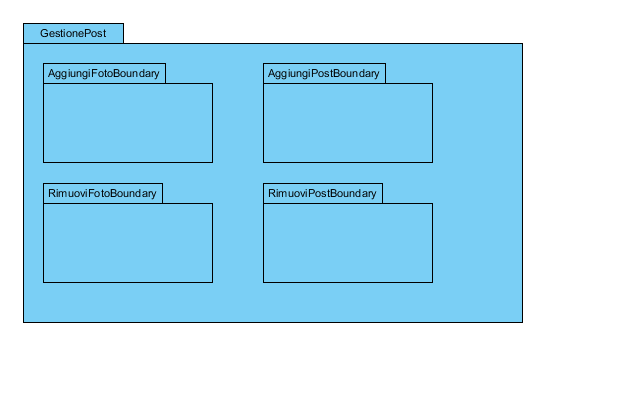 GestionePost
AggiungiFotoBoundary
AggiungiPostBoundary
RimuoviFotoBoundary
RimuoviPostBoundary